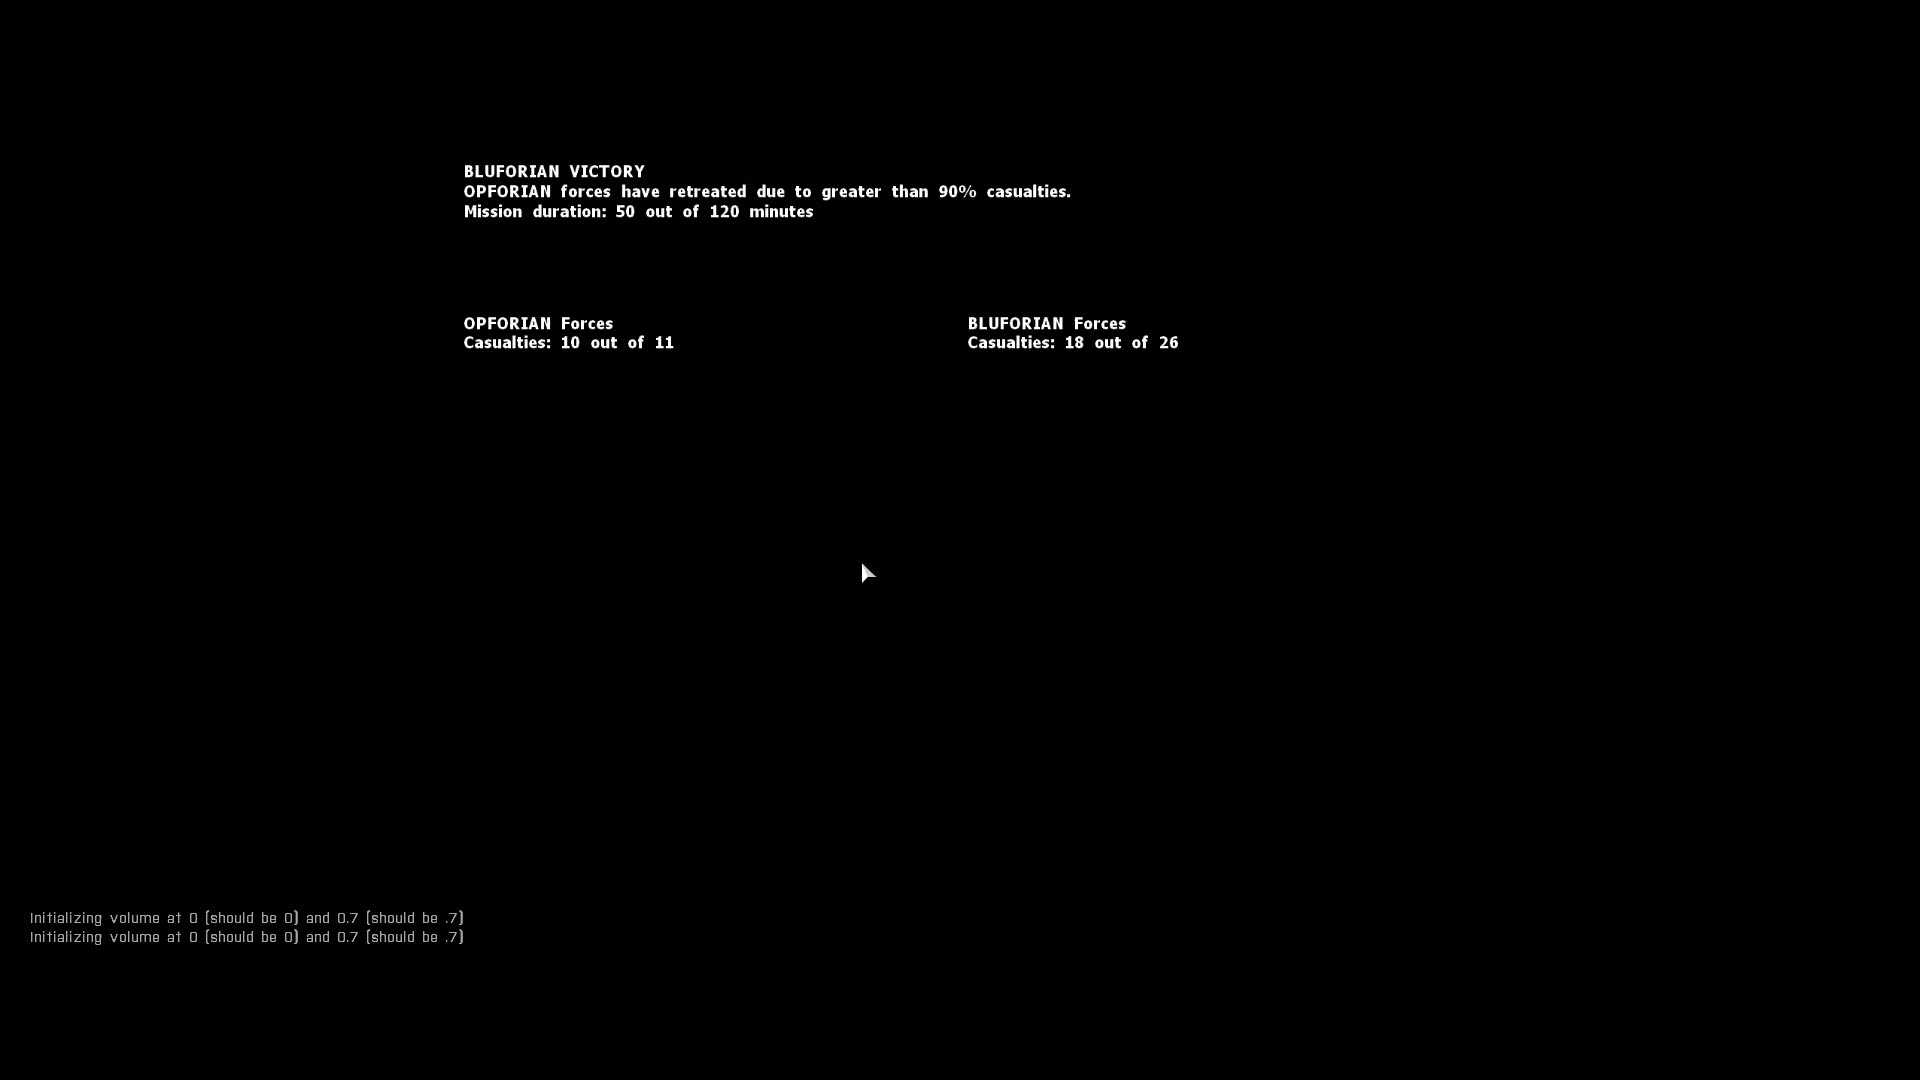 BLUFORIAN VICTORY
OPFORIAN forces have retreated due to greater than 90% casualties.
Mission duration: 50 out of 120 minutes
OPFORIAN Forces
Casualties: 10 out of 11
BLUFORIAN Forces
Casualties: 18 out of 26
Initializing volume at 0 (should be 0) and 0.7 (should be .7)
Initializing volume at 0 (should be 0) and 0.7 (should be .7)